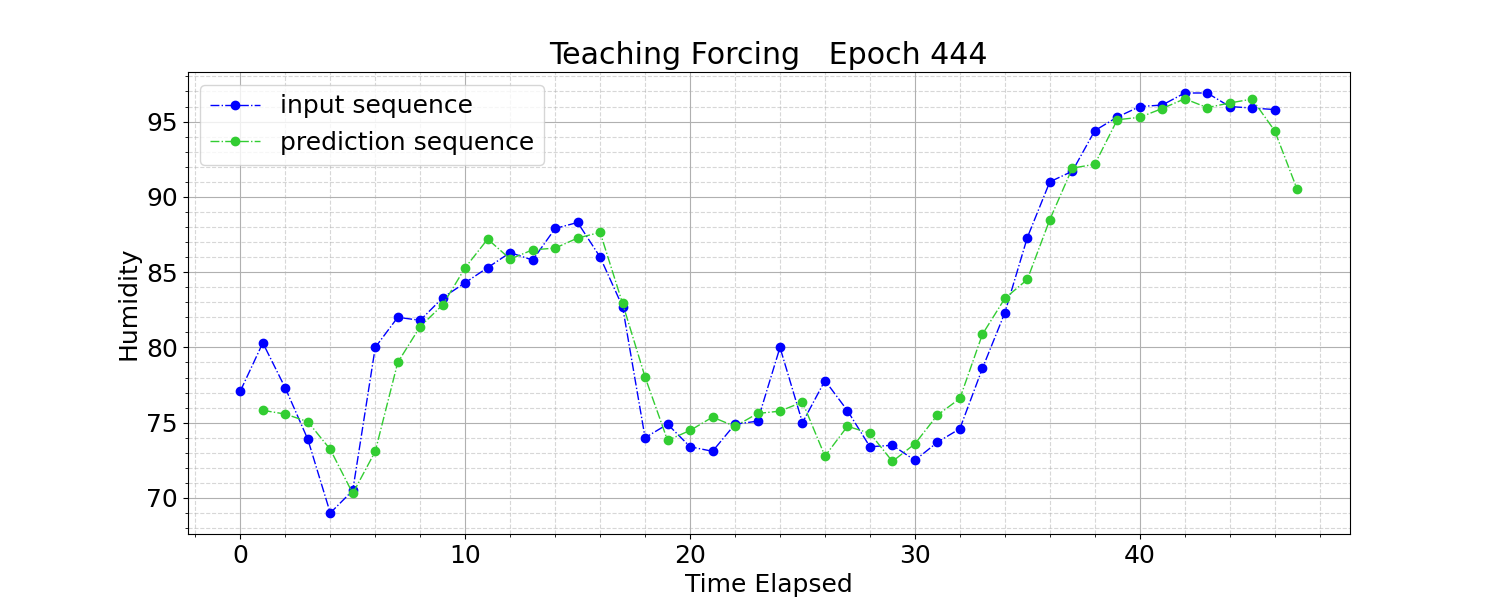 Teaching Forcing   Epoch 444
input sequence
prediction sequence
95
90
85
80
75
70
Humidity
0 10 20 30 40
Time Elapsed